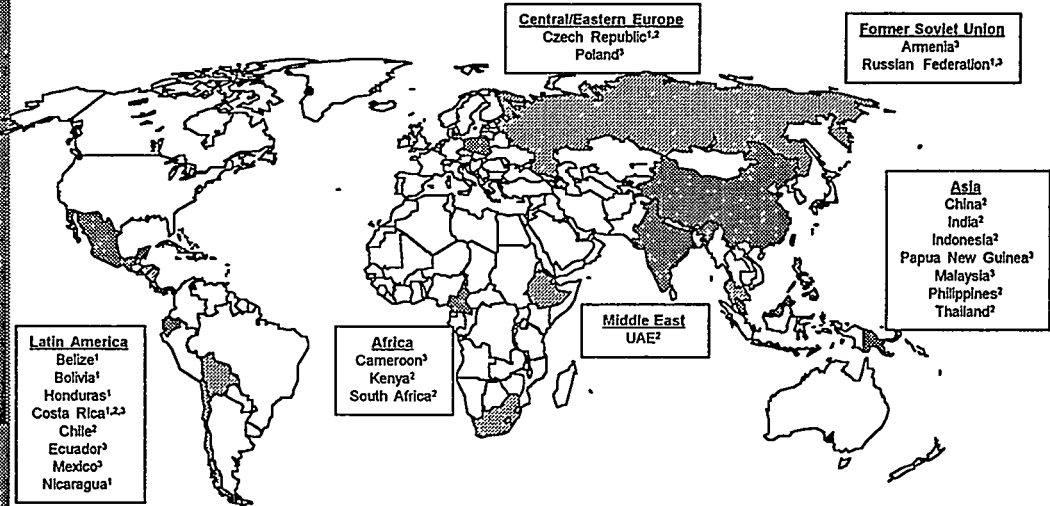 Central/Eastern Europe
Czech Republic¹,²
Poland³
Former Soviet Union
Armenia³
Russian Federation¹,³
Asia
China²
India²
Indonesia²
Papua New Guinea³
Malaysia³
Philippines²
Thailand²
Middle East
UAE²
Africa
Cameroon³
Kenya²
South Africa²
Latin America
Belize¹
Bolivia¹
Honduras¹
Costa Rica¹,²,³
Chile²
Ecuador³
Mexico³
Nicaragua¹